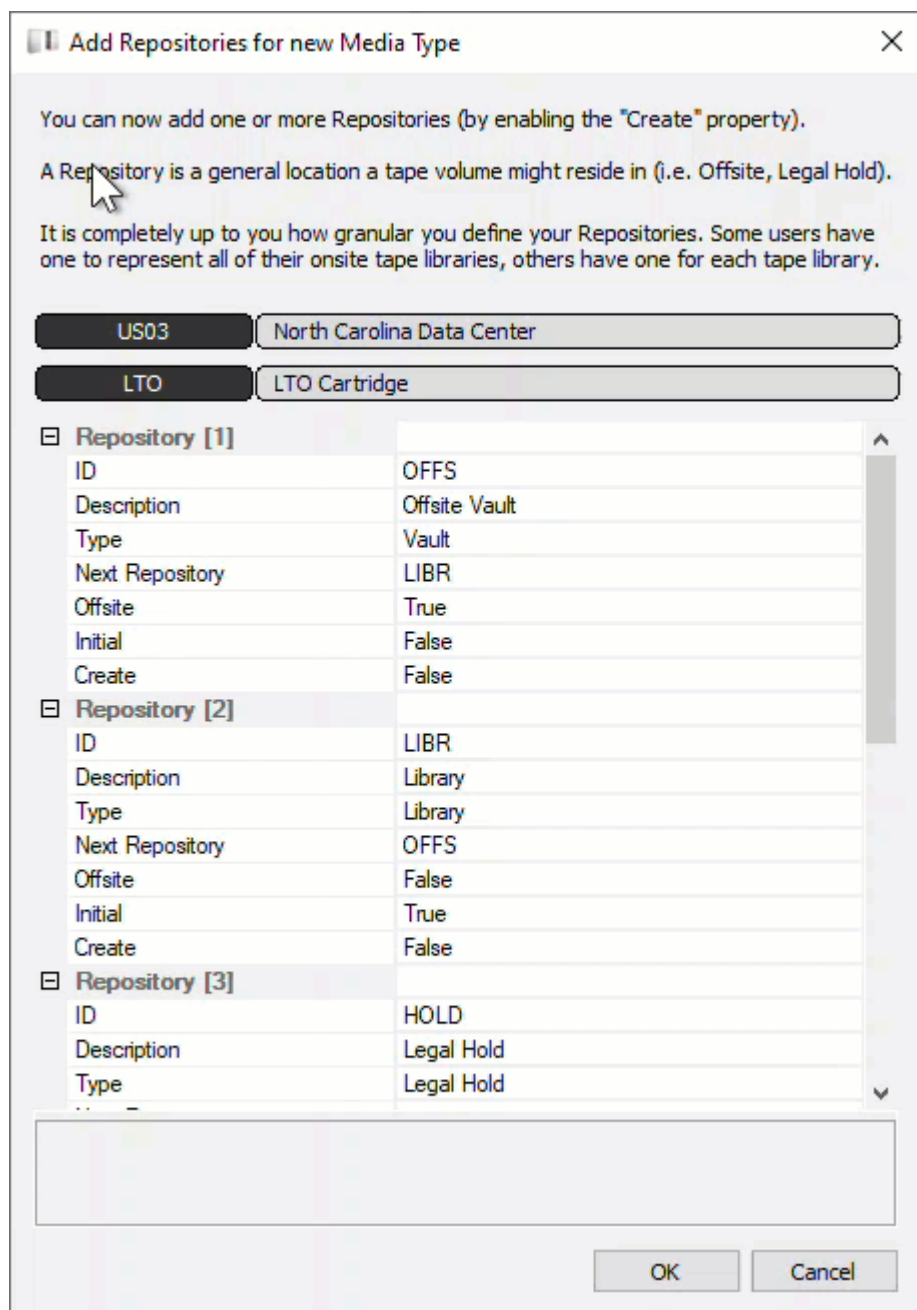 Add Repositories for new Media Type
You can now add one or more Repositories (by enabling the "Create" property).
A Repository is a general location a tape volume might reside in (i.e. Offsite, Legal Hold).
It is completely up to you how granular you define your Repositories. Some users have
one to represent all of their onsite tape libraries, others have one for each tape library.
US03 North Carolina Data Center
LTO LTO Cartridge
Repository [1]
ID OFFS
Description Offsite Vault
Type Vault
Next Repository LIBR
Offsite True
Initial False
Create False
Repository [2]
ID LIBR
Description Library
Type Library
Next Repository OFFS
Offsite False
Initial True
Create False
Repository [3]
ID HOLD
Description Legal Hold
Type Legal Hold
OK Cancel